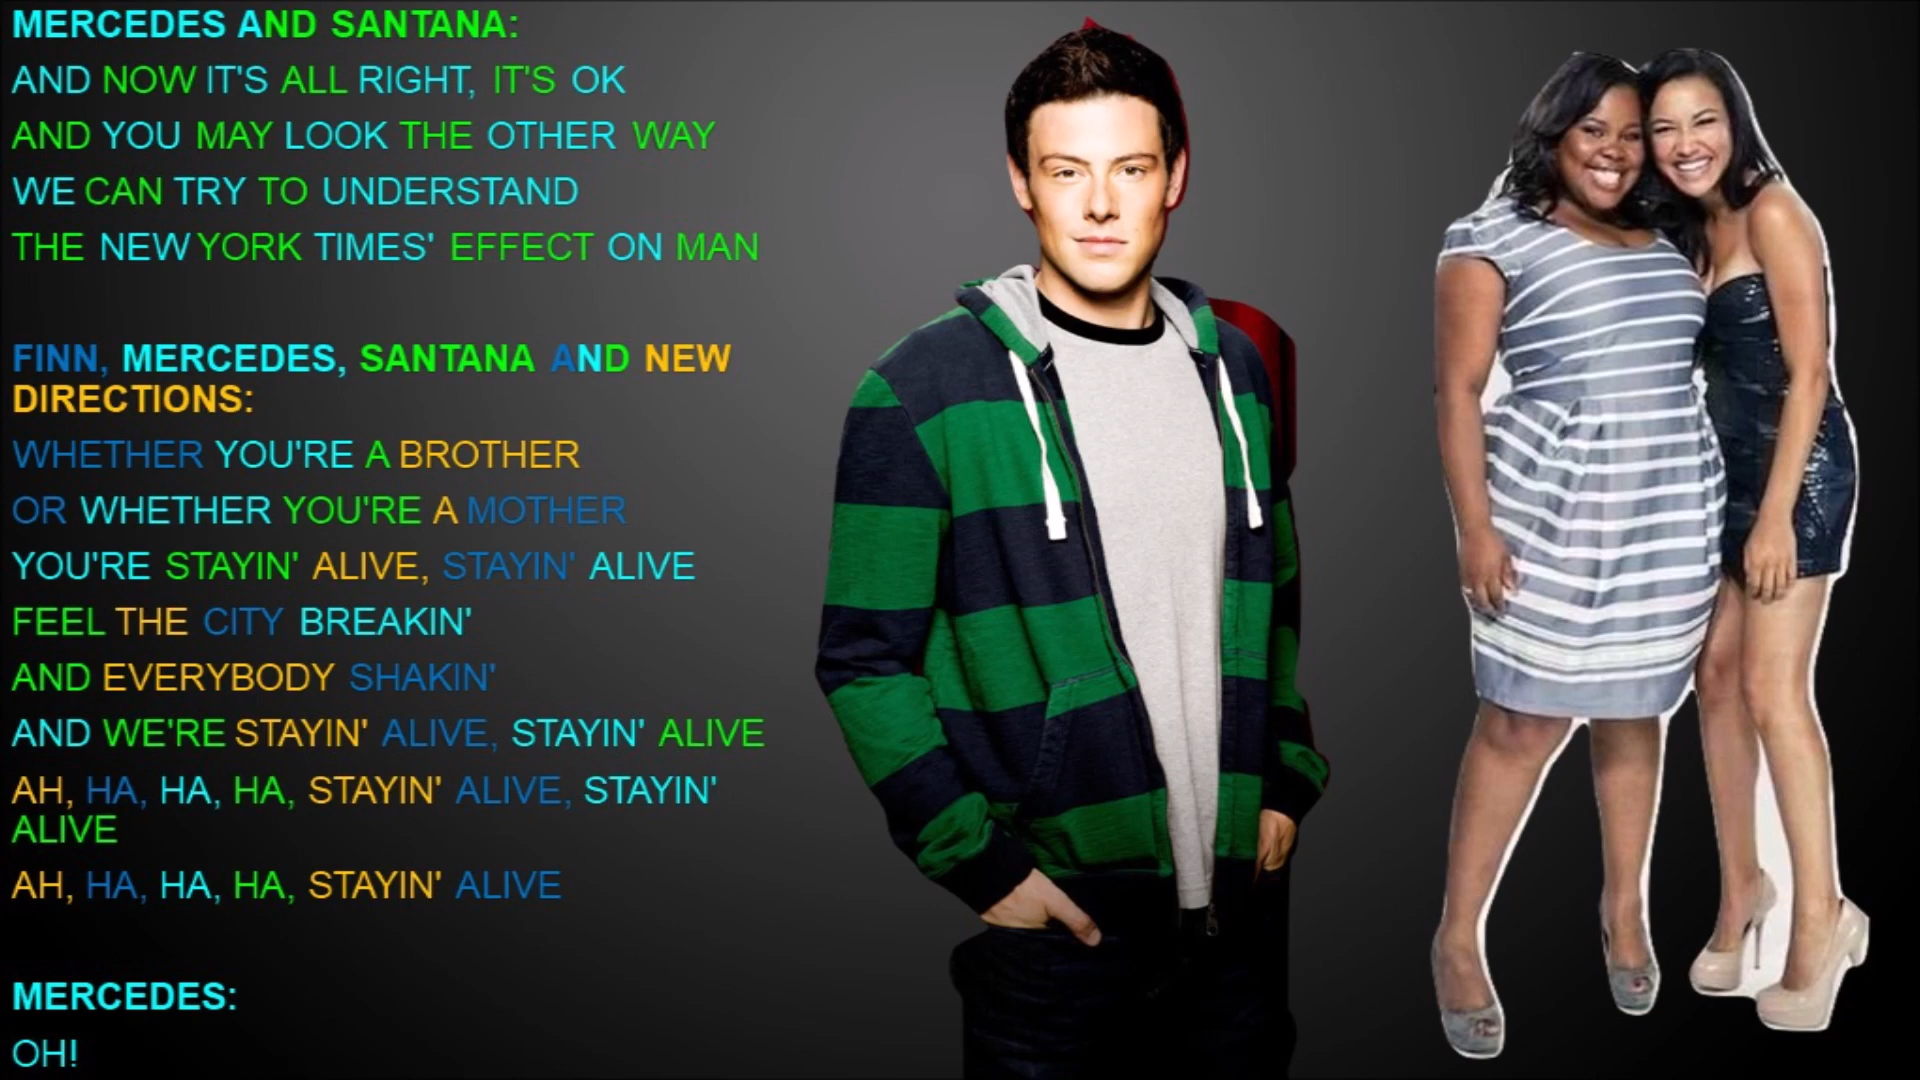 MERCEDES AND SANTANA:
AND NOW IT'S ALL RIGHT, IT'S OK
AND YOU MAY LOOK THE OTHER WAY
WE CAN TRY TO UNDERSTAND
THE NEW YORK TIMES' EFFECT ON MAN
FINN, MERCEDES, SANTANA AND NEW
DIRECTIONS:
WHETHER YOU'RE A BROTHER
OR WHETHER YOU'RE A MOTHER
YOU'RE STAYIN' ALIVE, STAYIN' ALIVE
FEEL THE CITY BREAKIN'
AND EVERYBODY SHAKIN'
AND WE'RE STAYIN' ALIVE, STAYIN' ALIVE
AH, HA, HA, HA, STAYIN' ALIVE, STAYIN'
ALIVE
AH, HA, HA, HA, STAYIN' ALIVE
MERCEDES:
OH!